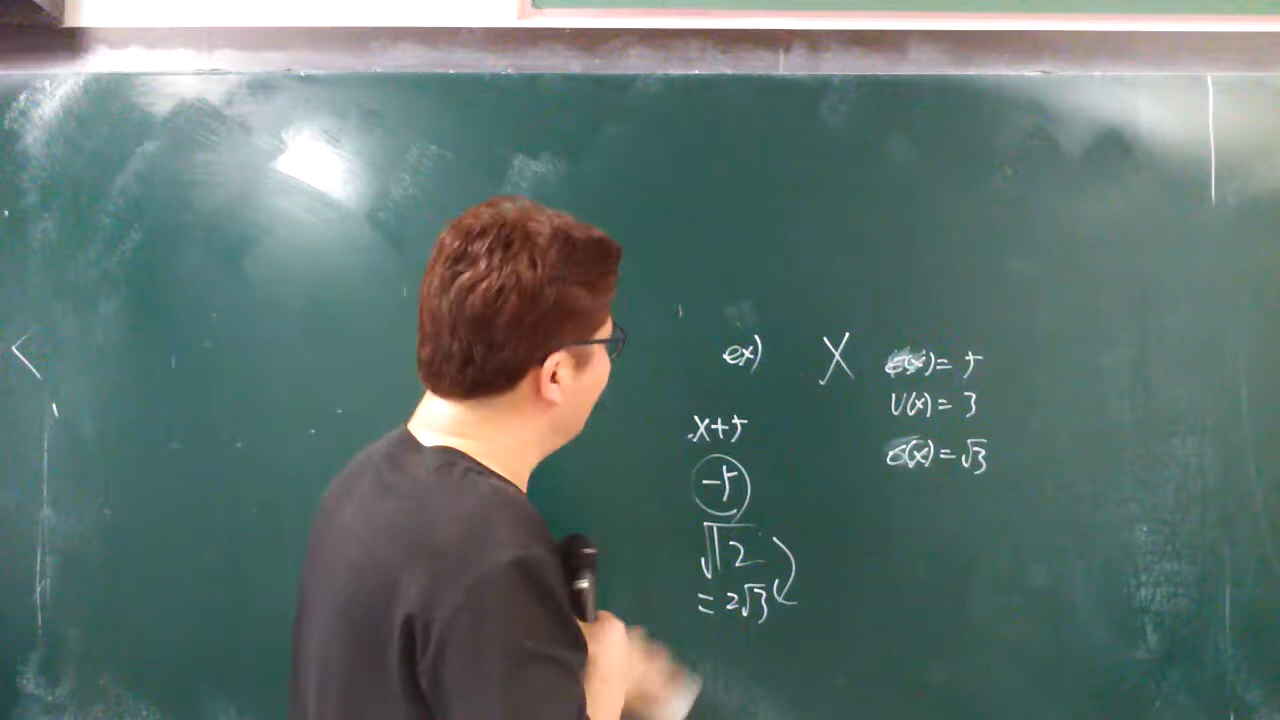 ex) X E(X) = 5
V(X) = 3
σ(X) = √3
X+5
-5
√12
= 2√3